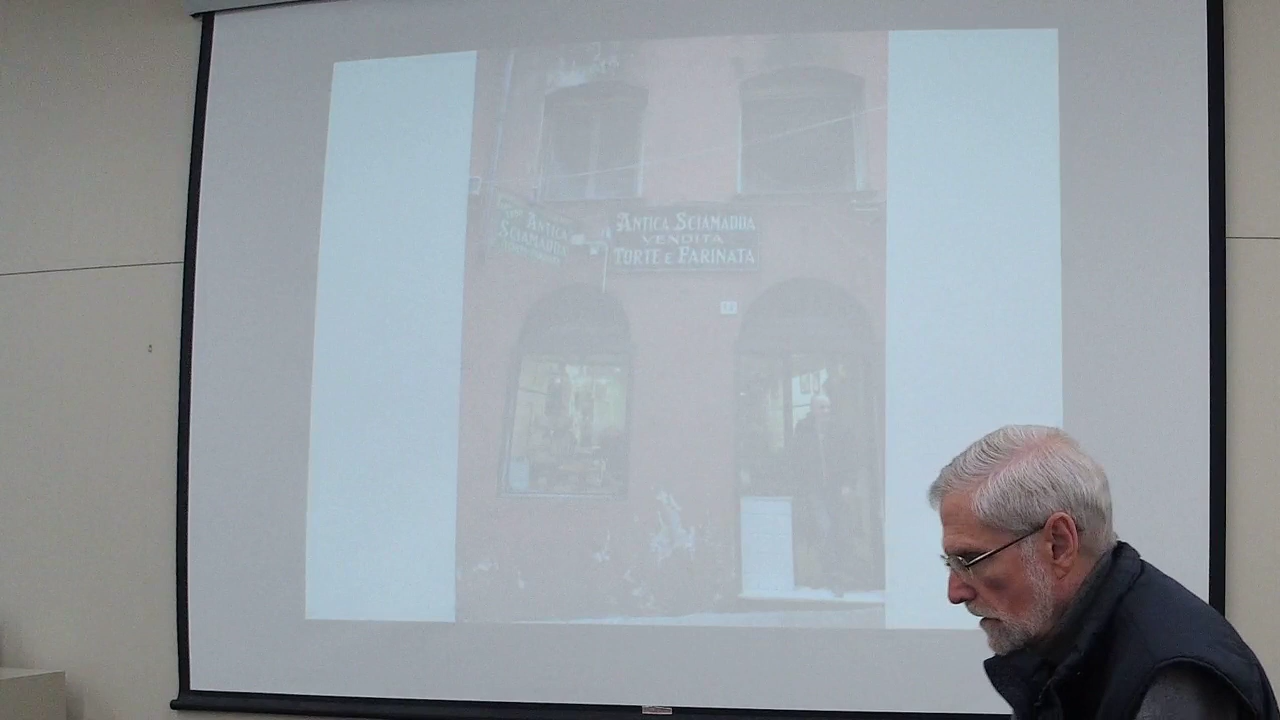 ANTICA
SCIAMADDA
ANTICA SCIAMADDA
VENDITA
TORTE E FARINATA